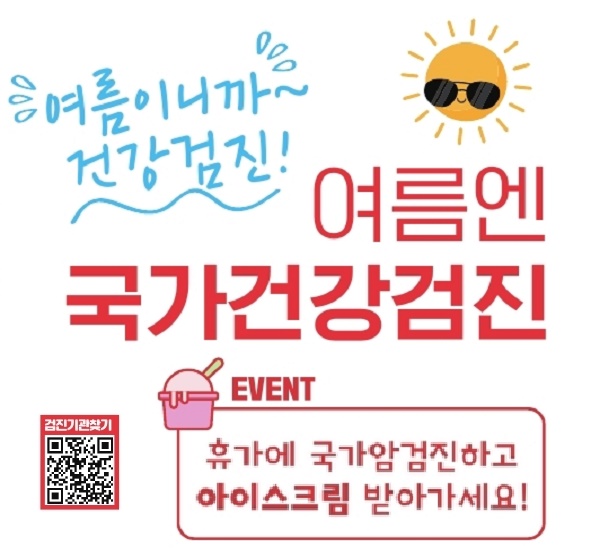 여름이니까~
건강검진!
여름엔
국가건강검진
EVENT
검진기관찾기
휴가에 국가암검진하고
아이스크림 받아가세요!